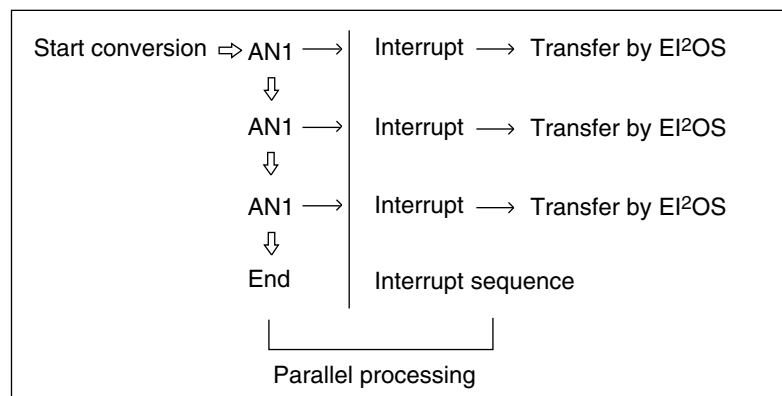 Start conversion ⇨ AN1 → Interrupt → Transfer by EI²OS
⇩
AN1 → Interrupt → Transfer by EI²OS
⇩
AN1 → Interrupt → Transfer by EI²OS
⇩
End Interrupt sequence
Parallel processing